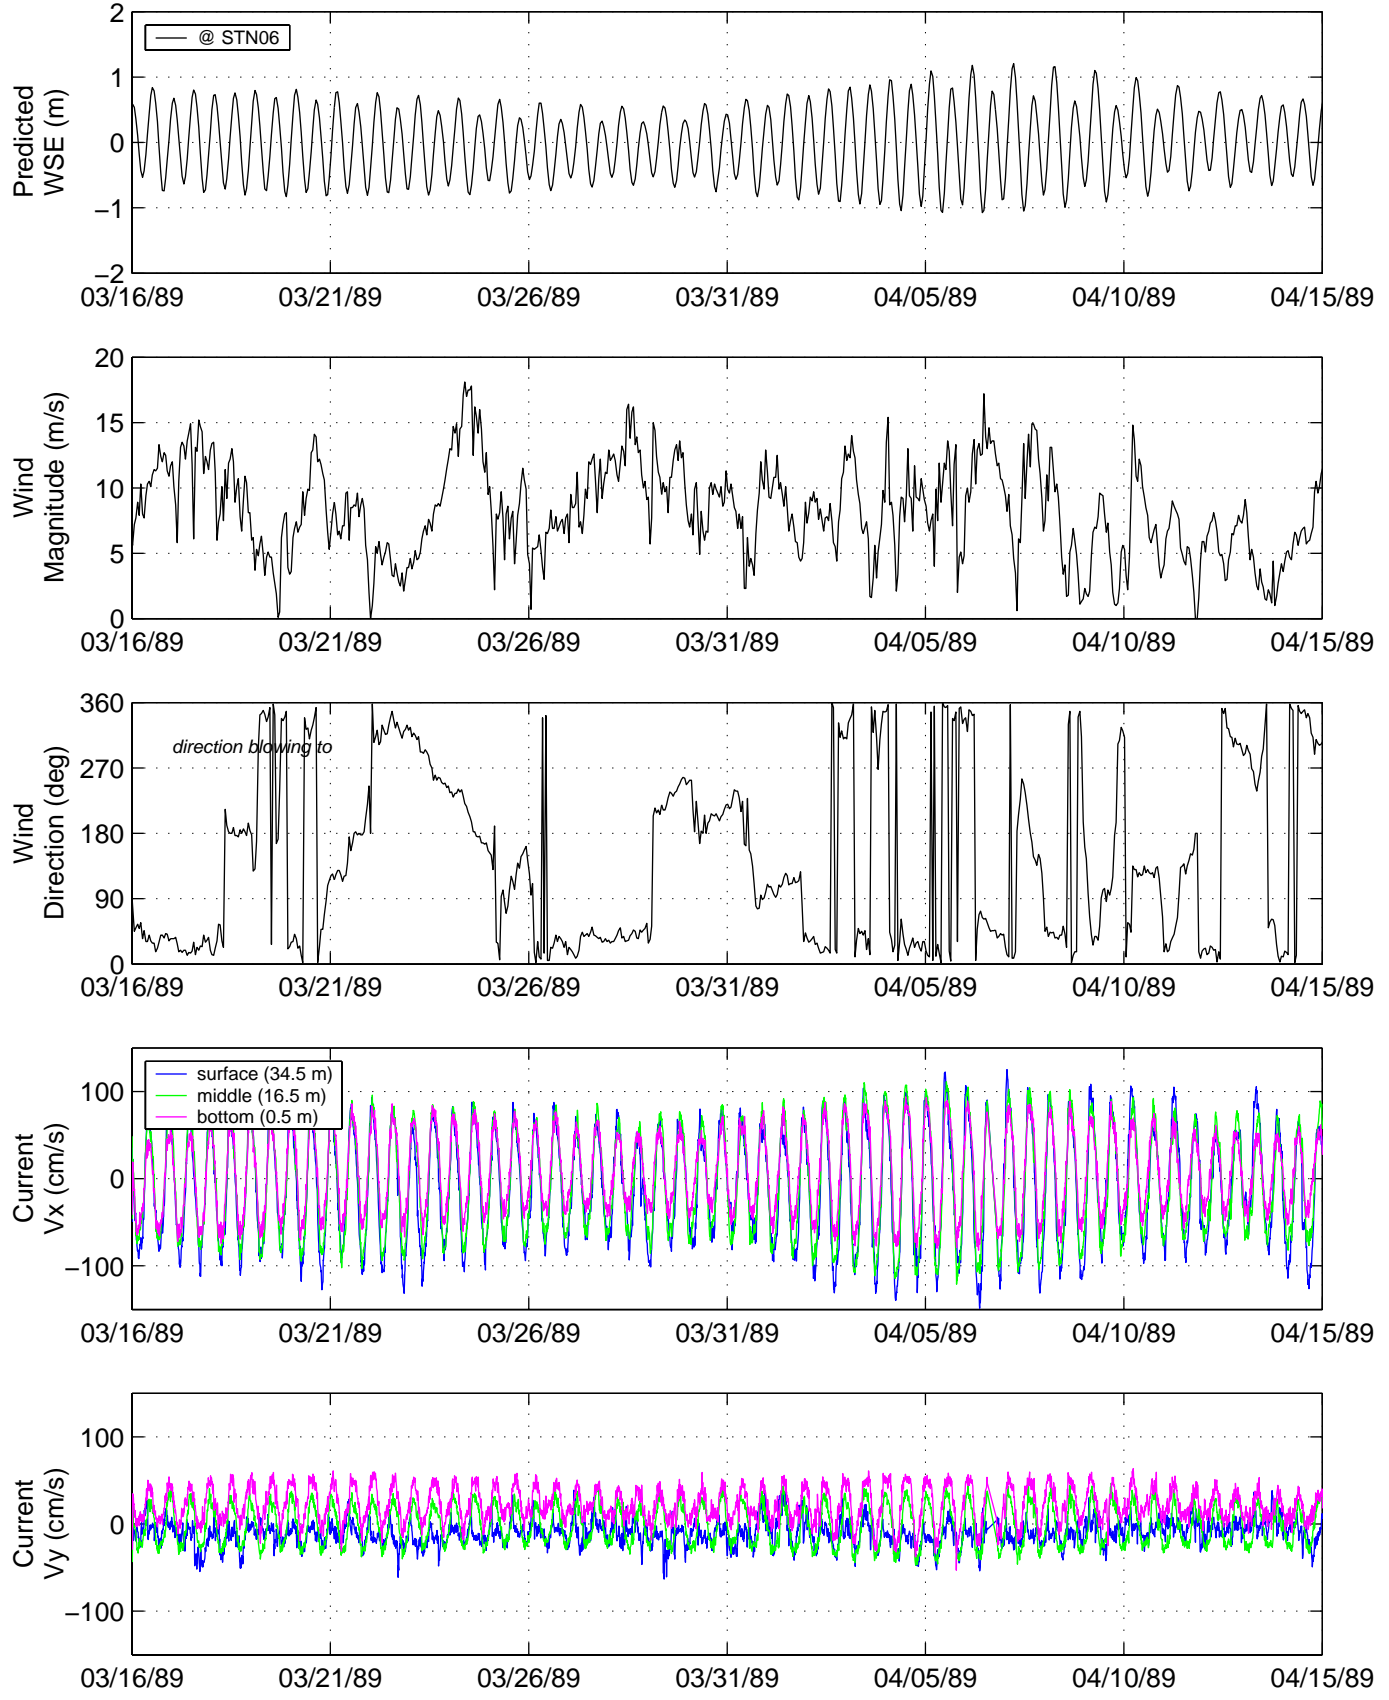 2
@ STN06
1
0
−1
−2
Predicted
WSE (m)
03/16/89 03/21/89 03/26/89 03/31/89 04/05/89 04/10/89 04/15/89
20
15
10
5
0
Wind
Magnitude (m/s)
03/16/89 03/21/89 03/26/89 03/31/89 04/05/89 04/10/89 04/15/89
360
direction blowing to
270
180
90
0
Wind
Direction (deg)
03/16/89 03/21/89 03/26/89 03/31/89 04/05/89 04/10/89 04/15/89
surface (34.5 m)
middle (16.5 m)
bottom (0.5 m)
100
0
−100
Current
Vx (cm/s)
03/16/89 03/21/89 03/26/89 03/31/89 04/05/89 04/10/89 04/15/89
100
0
−100
Current
Vy (cm/s)
03/16/89 03/21/89 03/26/89 03/31/89 04/05/89 04/10/89 04/15/89